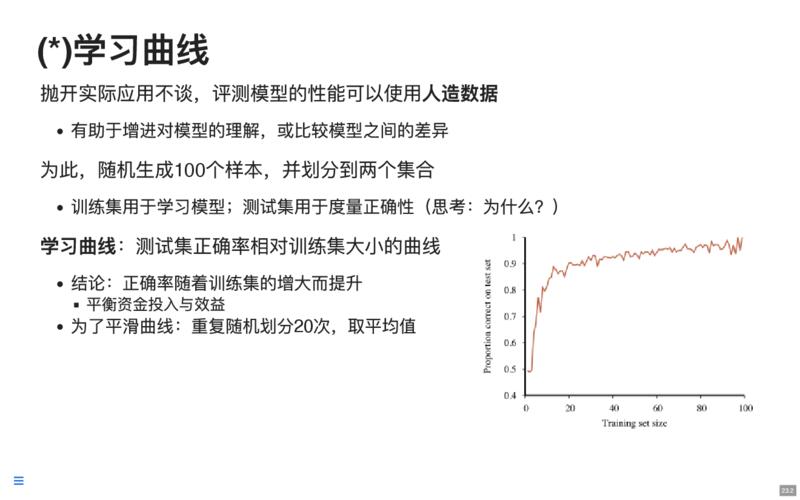 (*)学习曲线
抛开实际应用不谈，评测模型的性能可以使用人造数据
• 有助于增进对模型的理解，或比较模型之间的差异
为此，随机生成100个样本，并划分到两个集合
• 训练集用于学习模型；测试集用于度量正确性（思考：为什么？）
学习曲线：测试集正确率相对训练集大小的曲线
• 结论：正确率随着训练集的增大而提升
▪ 平衡资金投入与效益
• 为了平滑曲线：重复随机划分20次，取平均值
Proportion correct on test set
1
0.9
0.8
0.7
0.6
0.5
0.4
0 20 40 60 80 100
Training set size
23.2